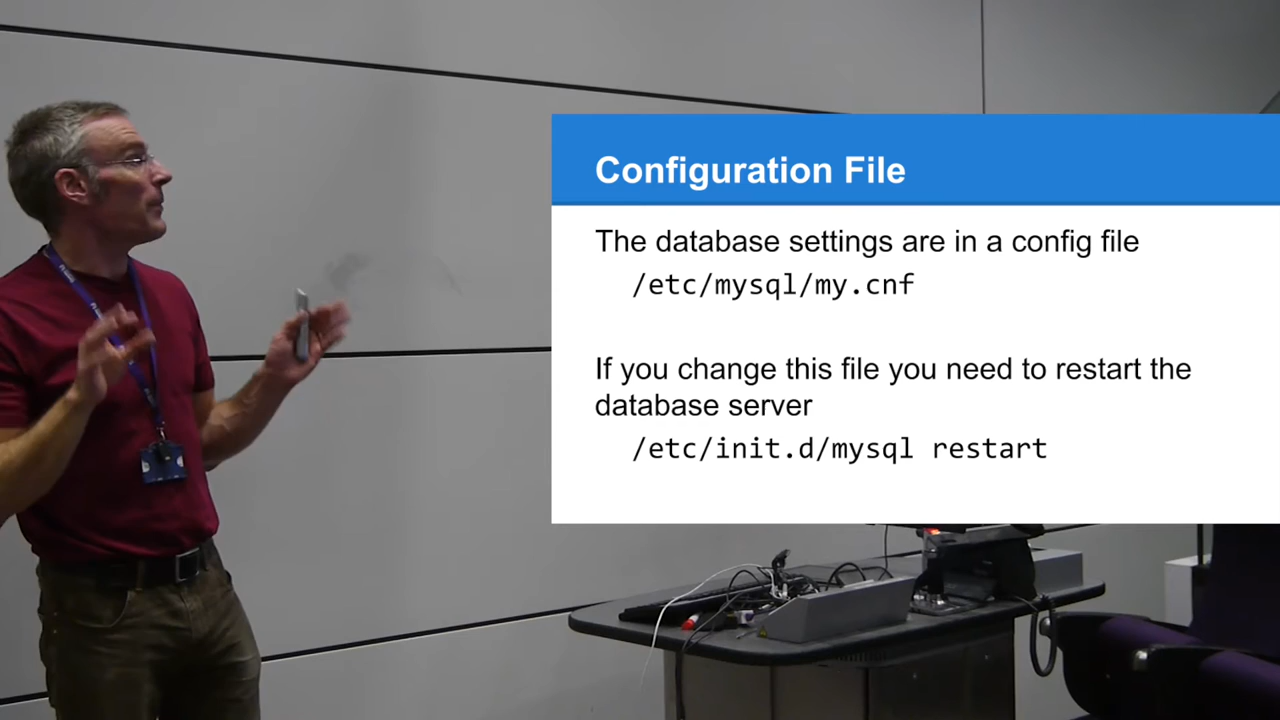 Configuration File
The database settings are in a config file
/etc/mysql/my.cnf
If you change this file you need to restart the
database server
/etc/init.d/mysql restart